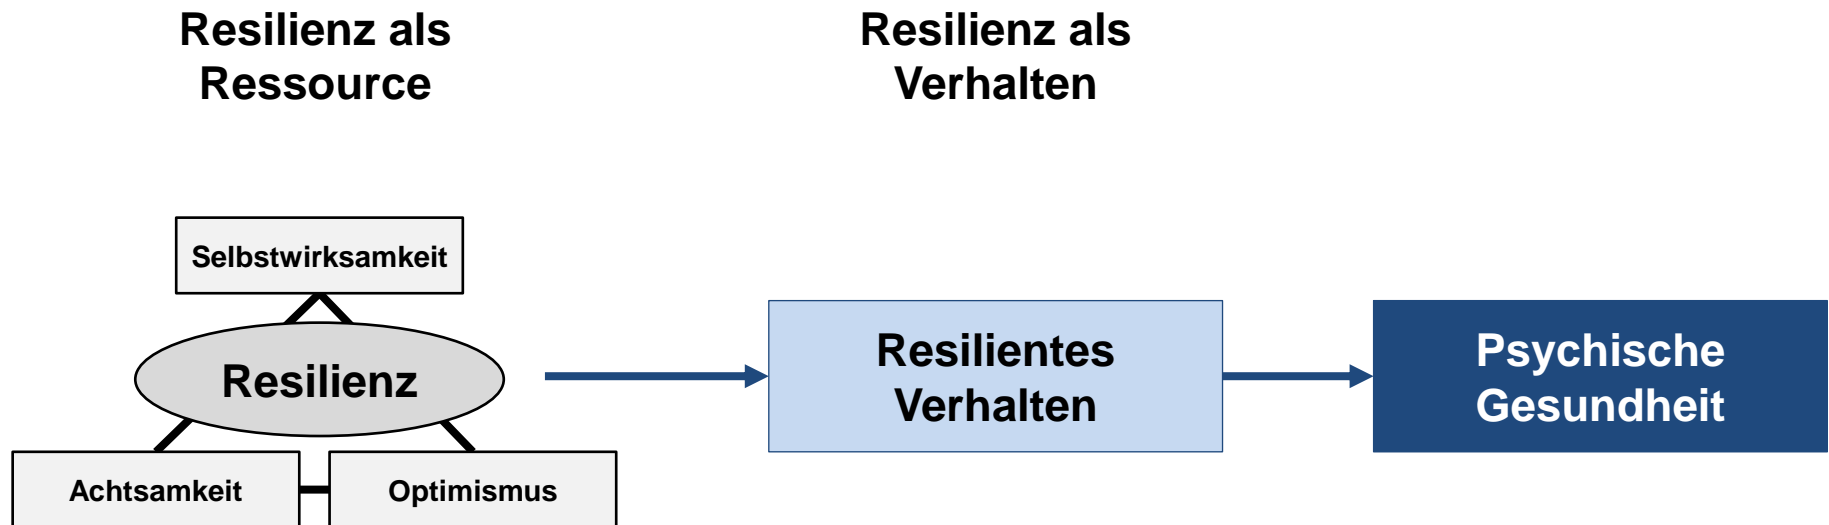 Resilienz als
Ressource
Resilienz als
Verhalten
Selbstwirksamkeit
Resilienz
Achtsamkeit
Optimismus
Resilientes
Verhalten
Psychische
Gesundheit